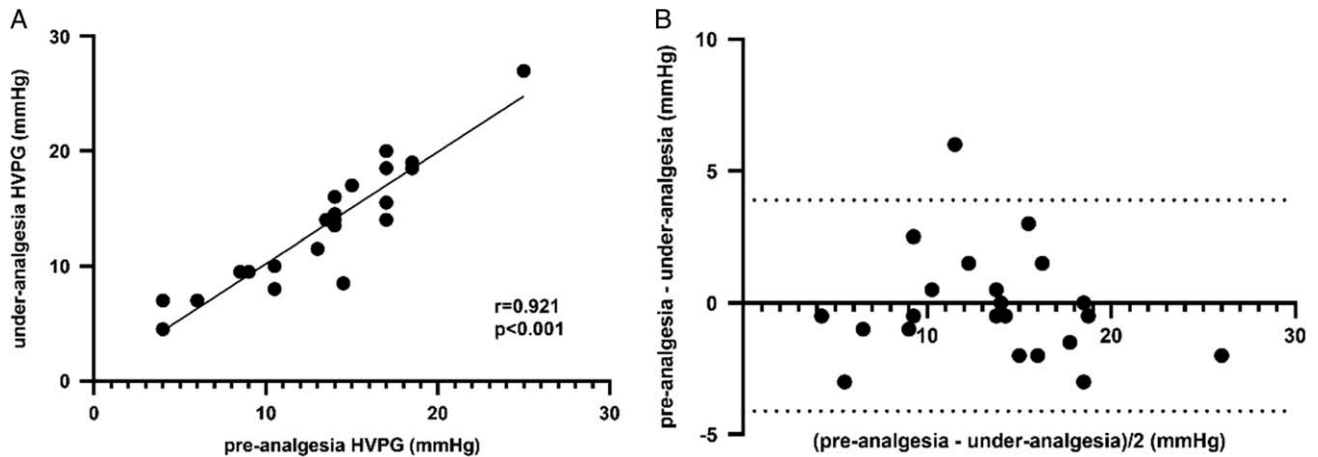 A
30
20
10
0
0
10
20
30
under-analgesia HVPG (mmHg)
r=0.921
p<0.001
pre-analgesia HVPG (mmHg)
B
10
5
0
-5
10
20
30
pre-analgesia - under-analgesia (mmHg)
(pre-analgesia - under-analgesia)/2 (mmHg)